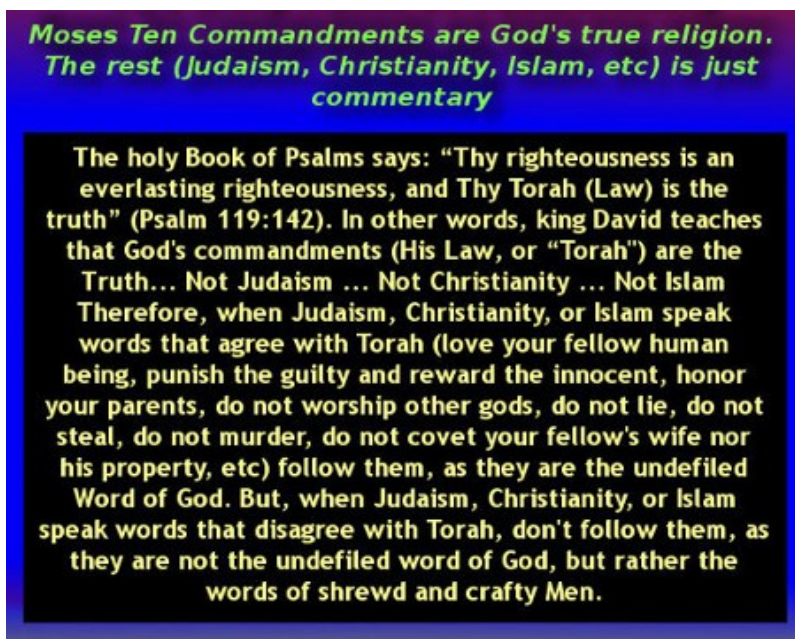 Moses Ten Commandments are God's true religion.
The rest (Judaism, Christianity, Islam, etc) is just
commentary
The holy Book of Psalms says: “Thy righteousness is an
everlasting righteousness, and Thy Torah (Law) is the
truth” (Psalm 119:142). In other words, king David teaches
that God's commandments (His Law, or “Torah") are the
Truth... Not Judaism ... Not Christianity ... Not Islam
Therefore, when Judaism, Christianity, or Islam speak
words that agree with Torah (love your fellow human
being, punish the guilty and reward the innocent, honor
your parents, do not worship other gods, do not lie, do not
steal, do not murder, do not covet your fellow's wife nor
his property, etc) follow them, as they are the undefiled
Word of God. But, when Judaism, Christianity, or Islam
speak words that disagree with Torah, don't follow them, as
they are not the undefiled word of God, but rather the
words of shrewd and crafty Men.